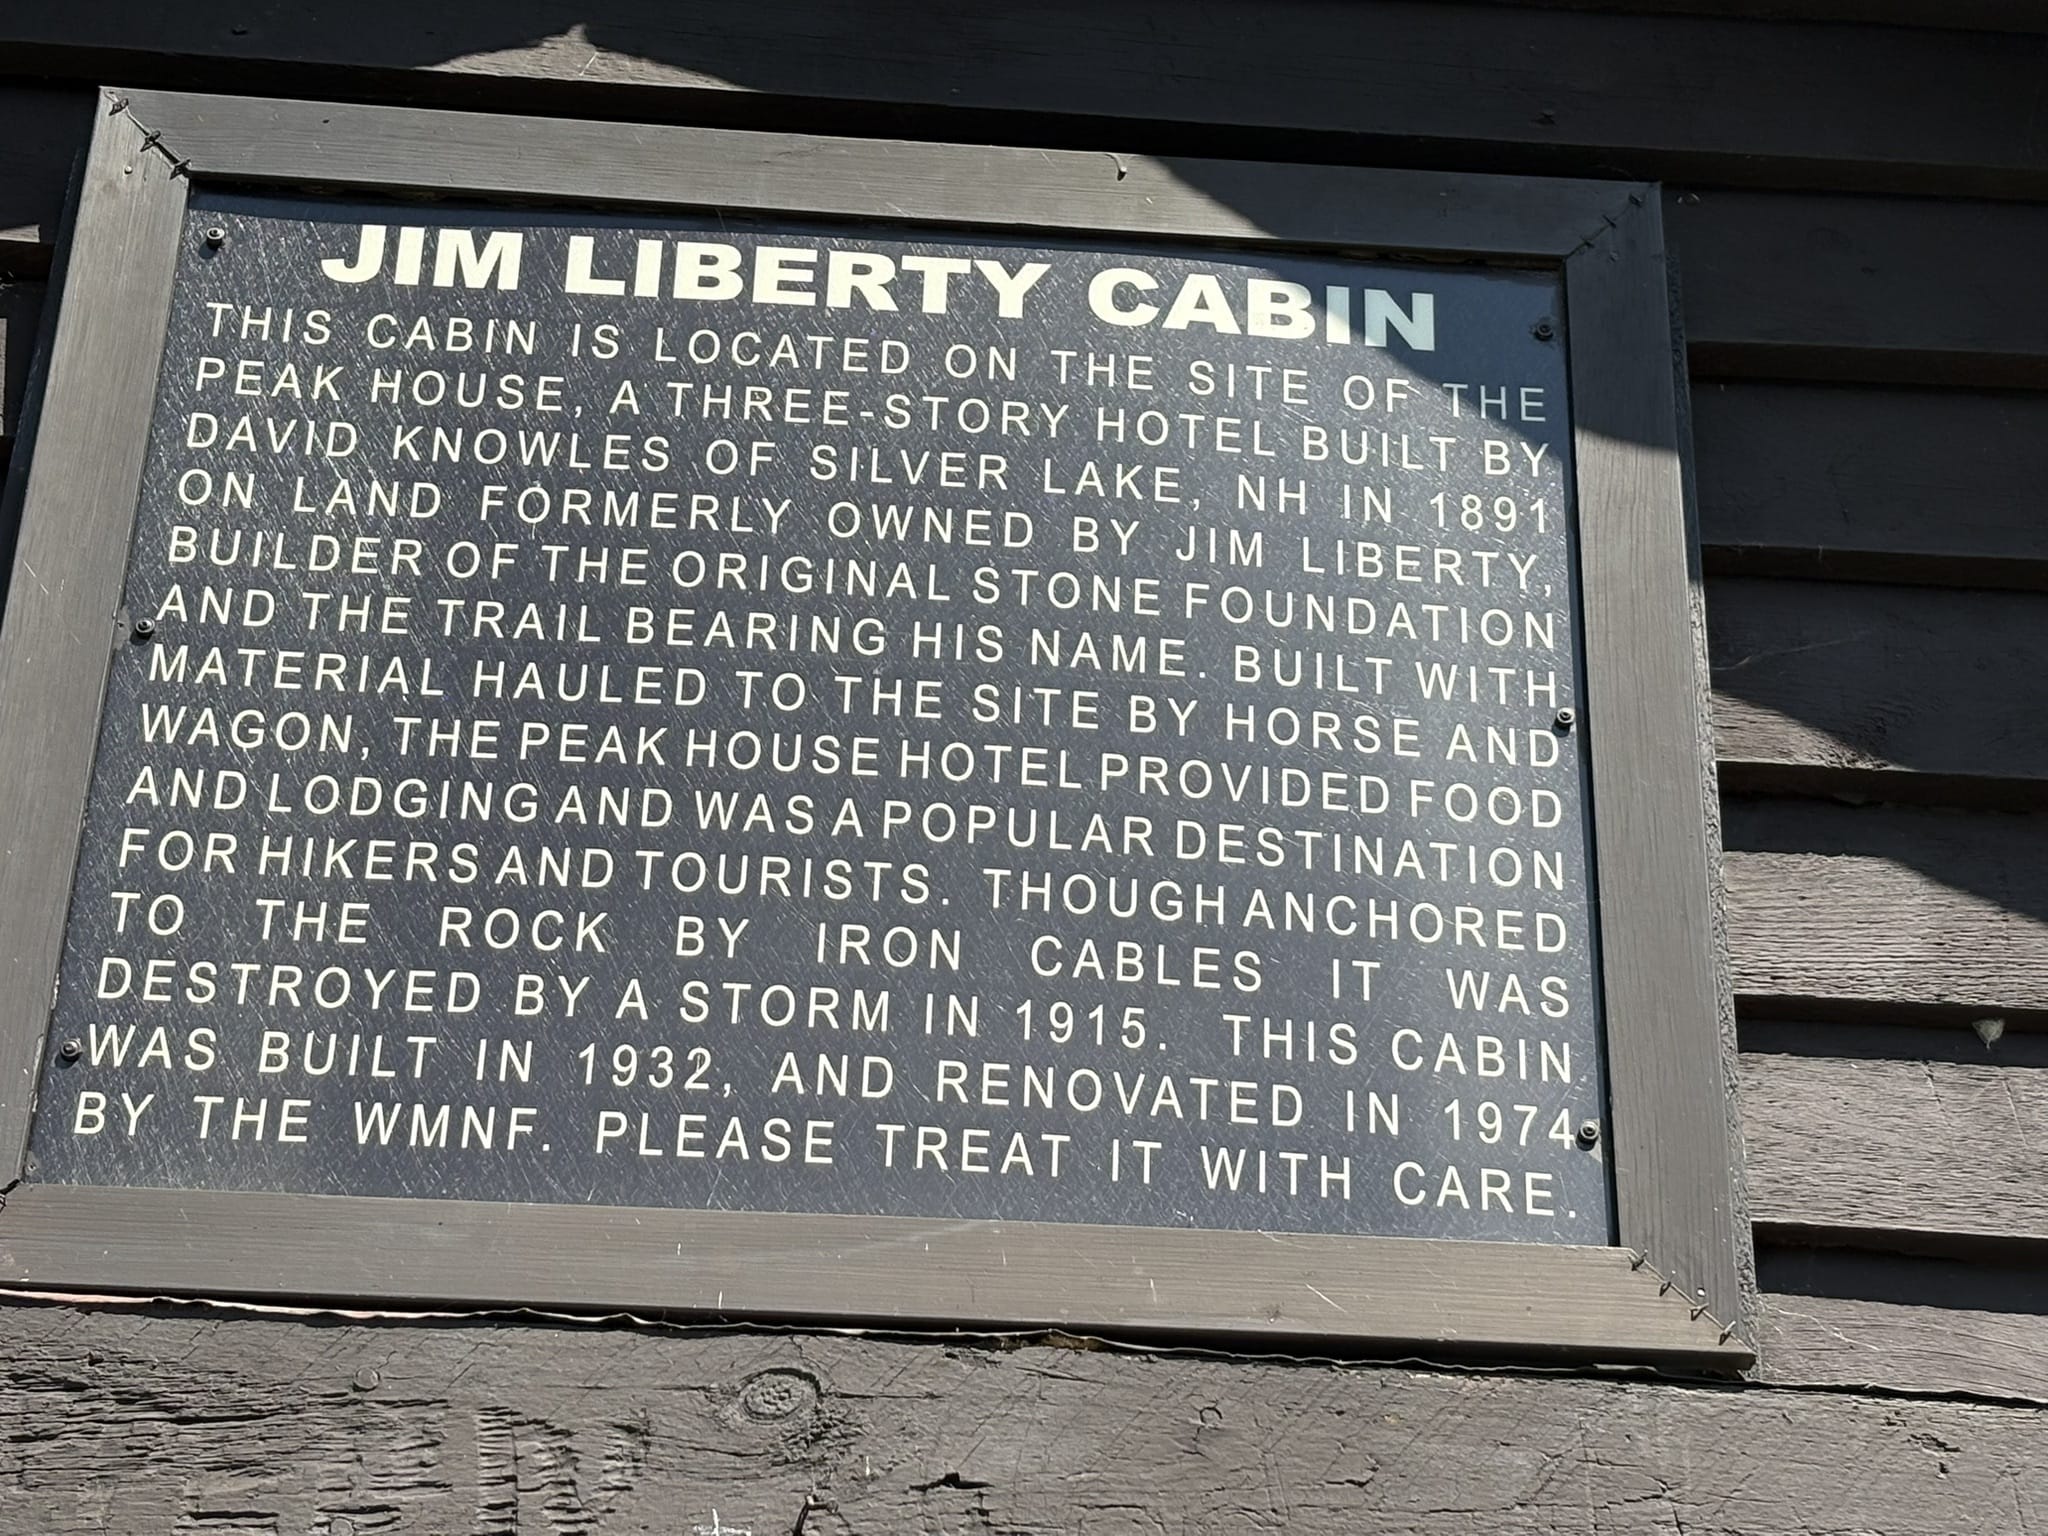 JIM LIBERTY CABIN
THIS CABIN IS LOCATED ON THE SITE OF THE
PEAK HOUSE, A THREE-STORY HOTEL BUILT BY
DAVID KNOWLES OF SILVER LAKE, NH IN 1891
ON LAND FORMERLY OWNED BY JIM LIBERTY,
BUILDER OF THE ORIGINAL STONE FOUNDATION
AND THE TRAIL BEARING HIS NAME. BUILT WITH
MATERIAL HAULED TO THE SITE BY HORSE AND
WAGON, THE PEAK HOUSE HOTEL PROVIDED FOOD
AND LODGING AND WAS A POPULAR DESTINATION
FOR HIKERS AND TOURISTS. THOUGH ANCHORED
TO THE ROCK BY IRON CABLES IT WAS
DESTROYED BY A STORM IN 1915. THIS CABIN
WAS BUILT IN 1932, AND RENOVATED IN 1974
BY THE WMNF. PLEASE TREAT IT WITH CARE.